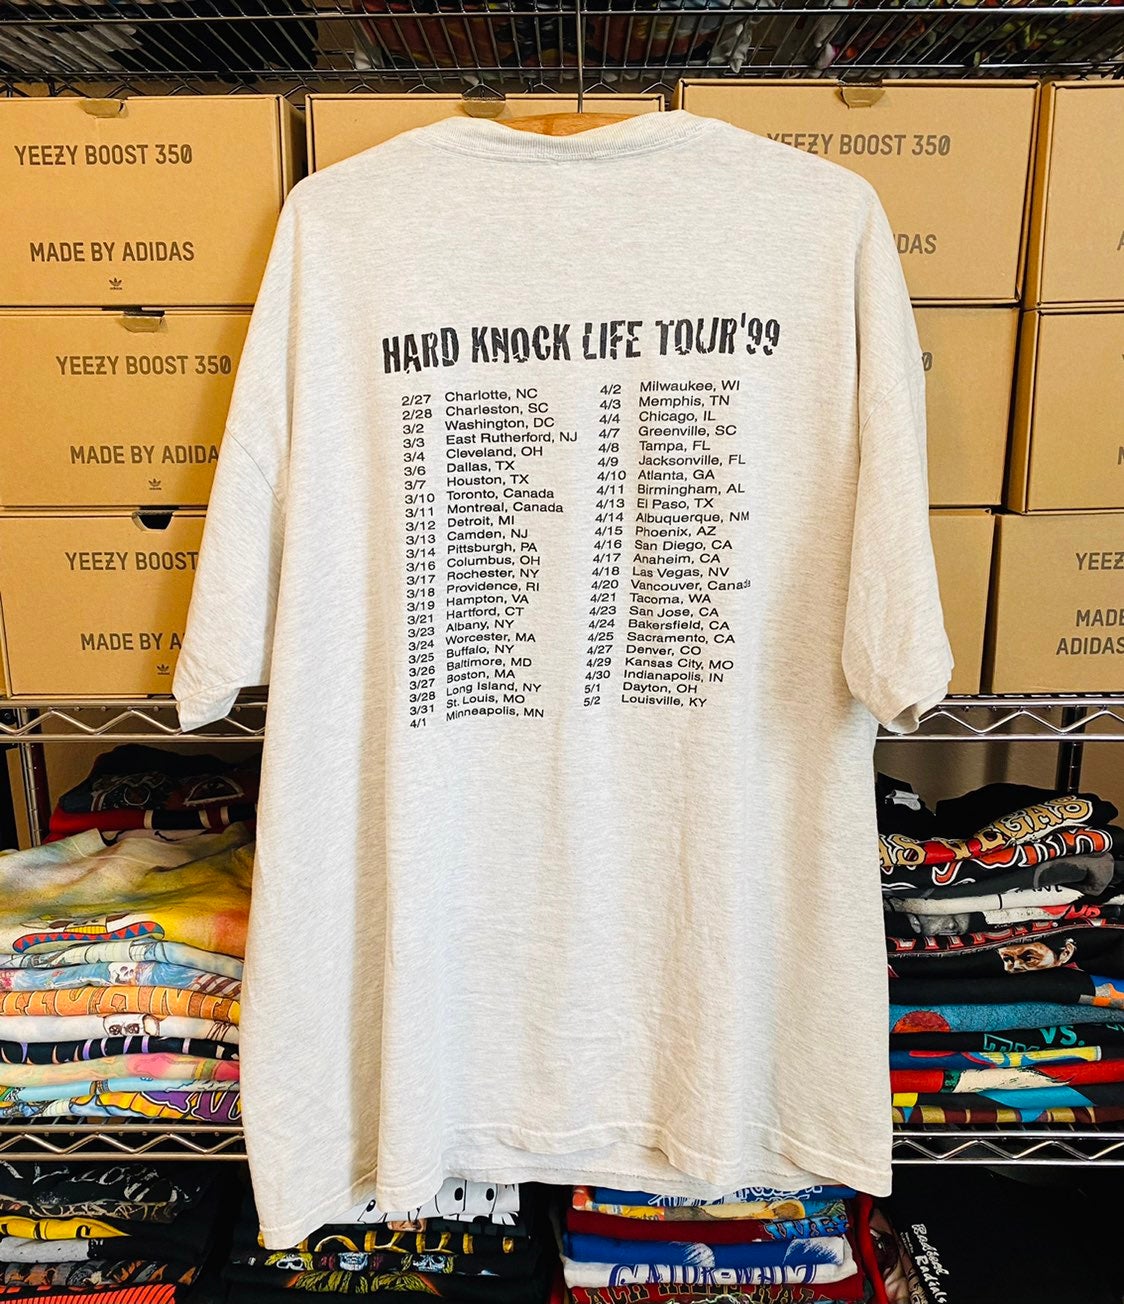 YEEZY BOOST 350
MADE BY ADIDAS
YEEZY BOOST 350
MADE BY ADIDA
YEEZY BOOST
MADE BY A
YEEZY BOOST 350
DAS
YEEZ
MADE
ADIDAS
HARD KNOCK LIFE TOUR '99
2/27 Charlotte, NC
2/28 Charleston, SC
3/2 Washington, DC
3/3 East Rutherford, NJ
3/4 Cleveland, OH
3/6 Dallas, TX
3/7 Houston, TX
3/10 Toronto, Canada
3/11 Montreal, Canada
3/12 Detroit, MI
3/13 Camden, NJ
3/14 Pittsburgh, PA
3/16 Columbus, OH
3/17 Rochester, NY
3/18 Providence, RI
3/19 Hampton, VA
3/21 Hartford, CT
3/23 Albany, NY
3/24 Worcester, MA
3/25 Buffalo, NY
3/26 Baltimore, MD
3/27 Boston, MA
3/28 Long Island, NY
3/31 St. Louis, MO
4/1 Minneapolis, MN
4/2 Milwaukee, WI
4/3 Memphis, TN
4/4 Chicago, IL
4/7 Greenville, SC
4/8 Tampa, FL
4/9 Jacksonville, FL
4/10 Atlanta, GA
4/11 Birmingham, AL
4/13 El Paso, TX
4/14 Albuquerque, NM
4/15 Phoenix, AZ
4/16 San Diego, CA
4/17 Anaheim, CA
4/18 Las Vegas, NV
4/20 Vancouver, Canada
4/21 Tacoma, WA
4/23 San Jose, CA
4/24 Bakersfield, CA
4/25 Sacramento, CA
4/27 Denver, CO
4/29 Kansas City, MO
4/30 Indianapolis, IN
5/1 Dayton, OH
5/2 Louisville, KY
VS.